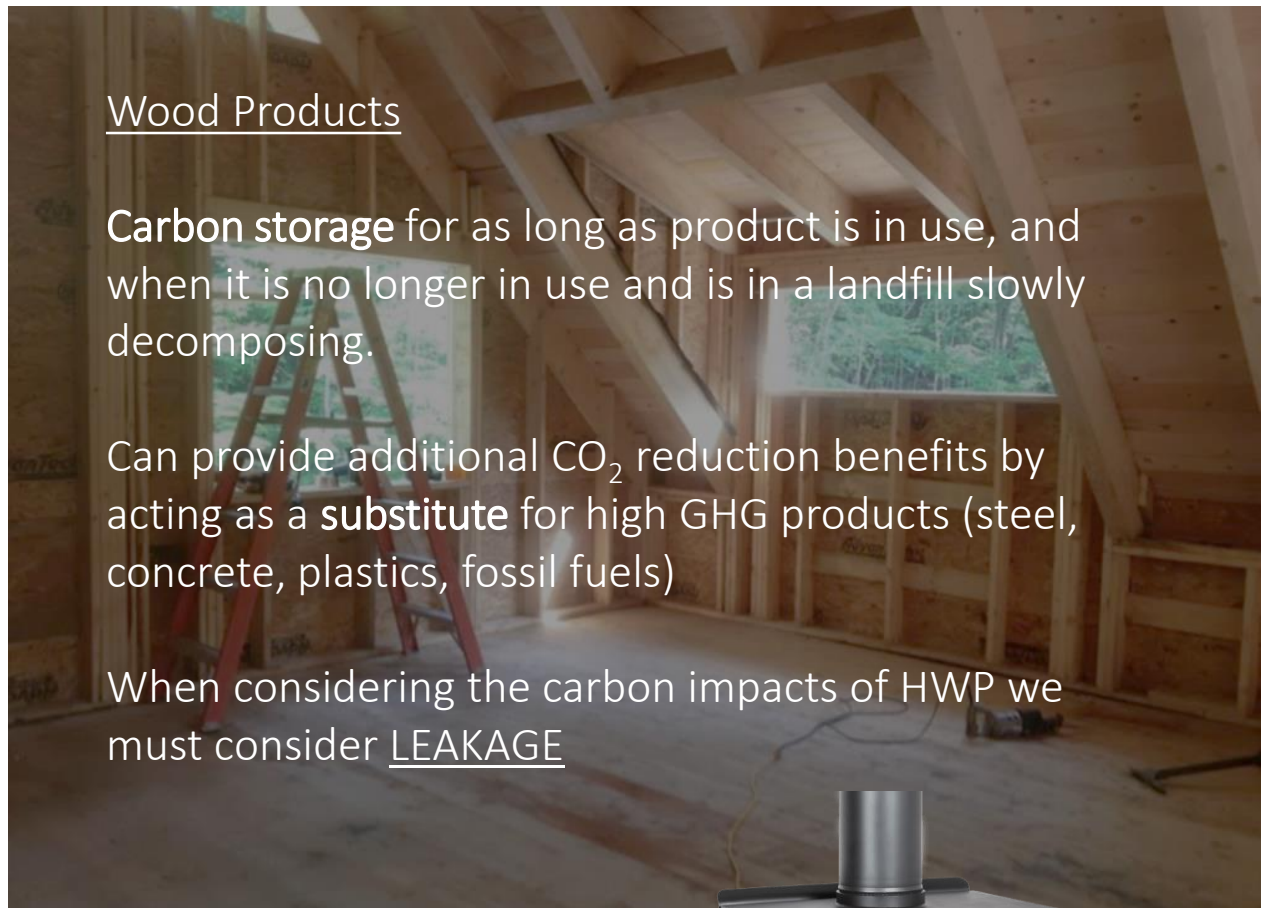 Wood Products
Carbon storage for as long as product is in use, and
when it is no longer in use and is in a landfill slowly
decomposing.
Can provide additional CO₂ reduction benefits by
acting as a substitute for high GHG products (steel,
concrete, plastics, fossil fuels)
When considering the carbon impacts of HWP we
must consider LEAKAGE